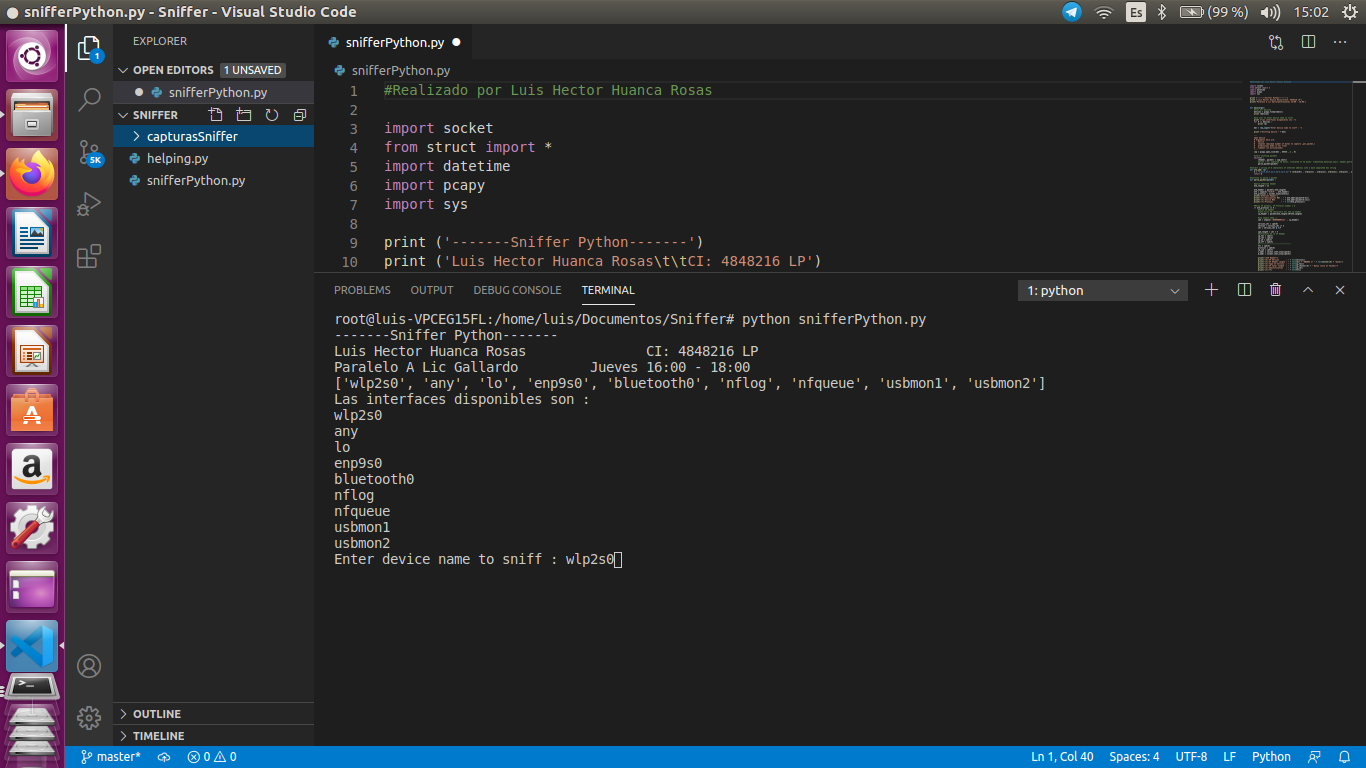 snifferPython.py - Sniffer - Visual Studio Code
Es
(99 %)
15:02
EXPLORER
OPEN EDITORS 1 UNSAVED
snifferPython.py
SNIFFER
capturasSniffer
helping.py
snifferPython.py
OUTLINE
TIMELINE
1
5K
snifferPython.py
snifferPython.py
1 #Realizado por Luis Hector Huanca Rosas
2
3 import socket
4 from struct import *
5 import datetime
6 import pcapy
7 import sys
8
9 print ('-------Sniffer Python-------')
10 print ('Luis Hector Huanca Rosas\t\tCI: 4848216 LP')
PROBLEMS OUTPUT DEBUG CONSOLE TERMINAL
1: python
root@luis-VPCEG15FL:/home/luis/Documentos/Sniffer# python snifferPython.py
-------Sniffer Python-------
Luis Hector Huanca Rosas CI: 4848216 LP
Paralelo A Lic Gallardo Jueves 16:00 - 18:00
['wlp2s0', 'any', 'lo', 'enp9s0', 'bluetooth0', 'nflog', 'nfqueue', 'usbmon1', 'usbmon2']
Las interfaces disponibles son :
wlp2s0
any
lo
enp9s0
bluetooth0
nflog
nfqueue
usbmon1
usbmon2
Enter device name to sniff : wlp2s0
master*
0 0
Ln 1, Col 40
Spaces: 4
UTF-8
LF
Python